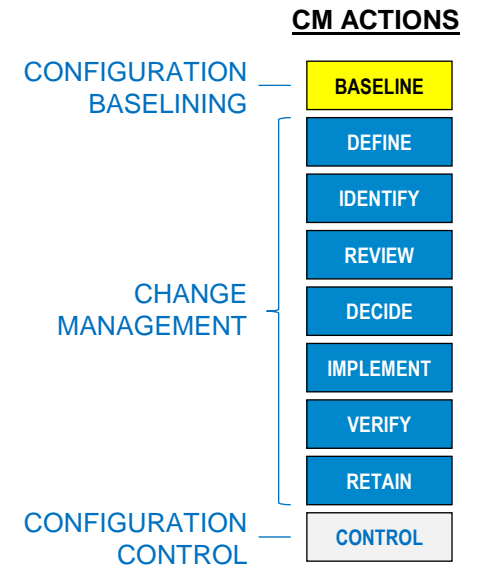 CM ACTIONS
CONFIGURATION
BASELINING
BASELINE
DEFINE
IDENTIFY
REVIEW
CHANGE
MANAGEMENT
DECIDE
IMPLEMENT
VERIFY
RETAIN
CONFIGURATION
CONTROL
CONTROL